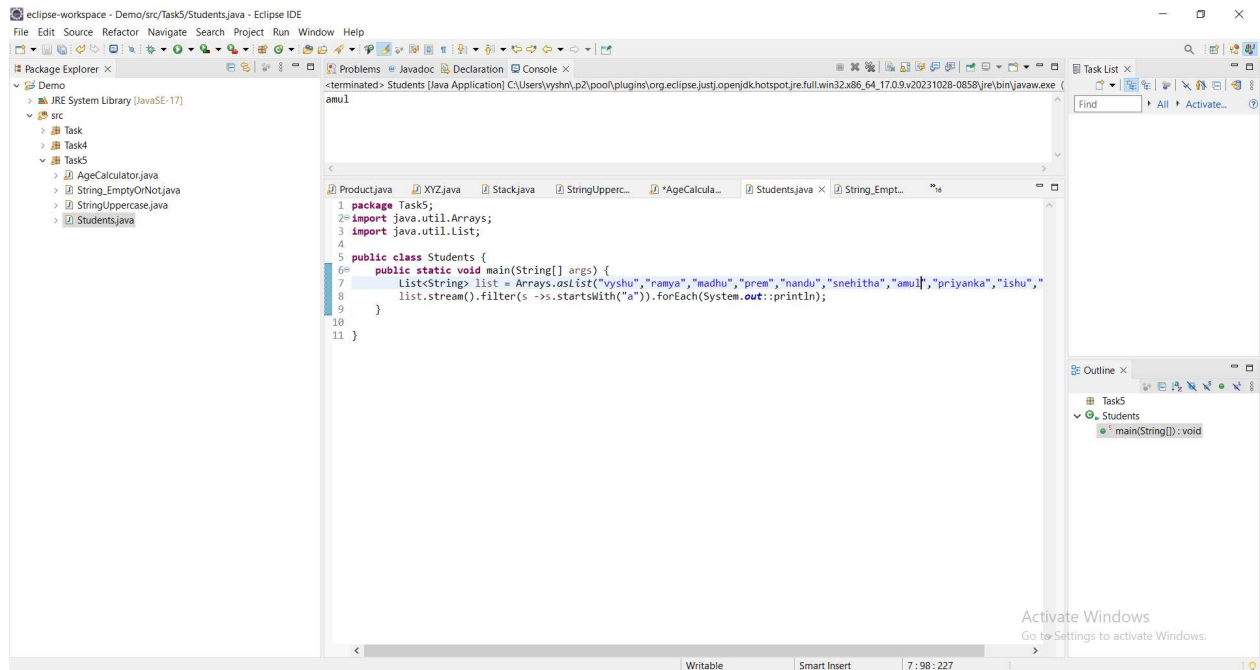 eclipse-workspace - Demo/src/Task5/Students.java - Eclipse IDE
File Edit Source Refactor Navigate Search Project Run Window Help
Package Explorer
Demo
JRE System Library [JavaSE-17]
src
Task
Task4
Task5
AgeCalculator.java
String_EmptyOrNot.java
StringUppercase.java
Students.java
Problems Javadoc Declaration Console
<terminated> Students [Java Application] C:\Users\vyshn\.p2\pool\plugins\org.eclipse.justj.openjdk.hotspot.jre.full.win32.x86_64_17.0.9.v20231028-0858\jre\bin\javaw.exe (
amul
Product.java XYZ.java Stack.java StringUpperc... *AgeCalcula... Students.java String_Empt... »16
1 package Task5;
2 import java.util.Arrays;
3 import java.util.List;
4
5 public class Students {
6 public static void main(String[] args) {
7 List<String> list = Arrays.asList("vyshu","ramya","madhu","prem","nandu","snehitha","amul","priyanka","ishu","
8 list.stream().filter(s ->s.startsWith("a")).forEach(System.out::println);
9 }
10
11 }
Task List
Find All Activate...
Outline
Task5
Students
main(String[]) : void
Activate Windows
Go to Settings to activate Windows.
Writable Smart Insert 7 : 98 : 227